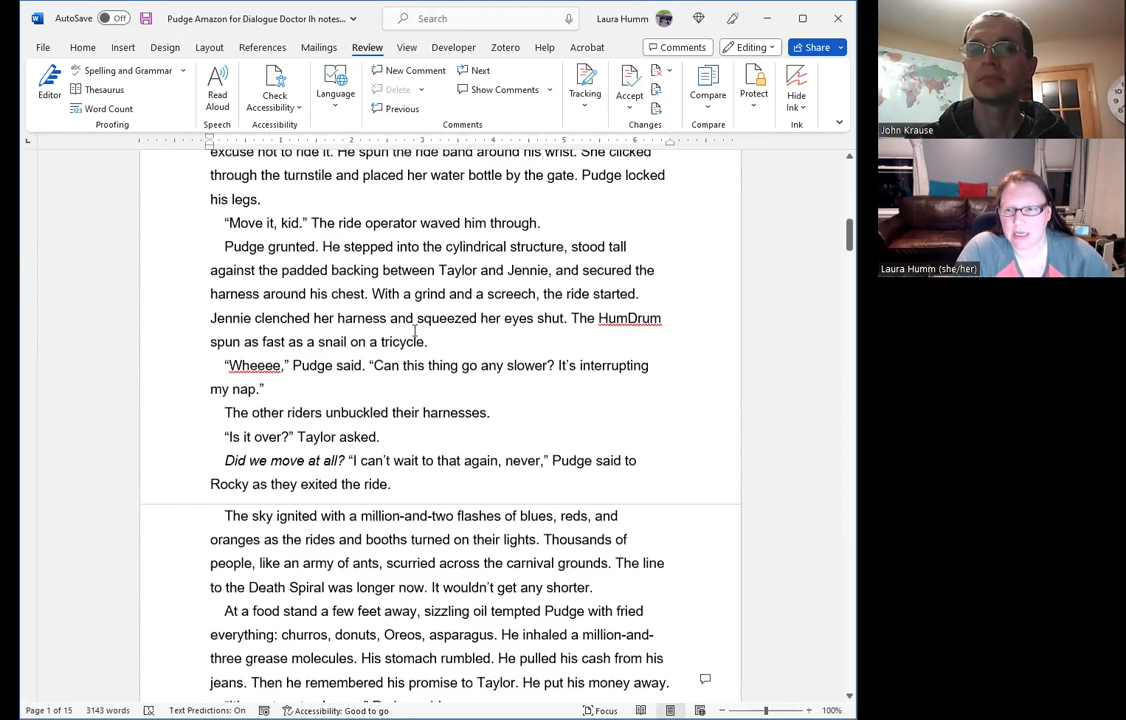 AutoSave Off Pudge Amazon for Dialogue Doctor lh notes... Search Laura Humm
File Home Insert Design Layout References Mailings Review View Developer Zotero Help Acrobat Comments Editing Share
Editor
Spelling and Grammar
Thesaurus
Word Count
Proofing
Read Aloud
Speech
Check Accessibility
Accessibility
Language
New Comment
Delete
Previous
Next
Show Comments
Comments
Tracking
Accept
Changes
Compare
Compare
Protect
Hide Ink
Ink
1 2 3 4 5 6
excuse not to ride it. He spun the ride band around his wrist. She clicked
through the turnstile and placed her water bottle by the gate. Pudge locked
his legs.
“Move it, kid.” The ride operator waved him through.
Pudge grunted. He stepped into the cylindrical structure, stood tall
against the padded backing between Taylor and Jennie, and secured the
harness around his chest. With a grind and a screech, the ride started.
Jennie clenched her harness and squeezed her eyes shut. The HumDrum
spun as fast as a snail on a tricycle.
“Wheeee,” Pudge said. “Can this thing go any slower? It’s interrupting
my nap.”
The other riders unbuckled their harnesses.
“Is it over?” Taylor asked.
Did we move at all? “I can’t wait to that again, never,” Pudge said to
Rocky as they exited the ride.
The sky ignited with a million-and-two flashes of blues, reds, and
oranges as the rides and booths turned on their lights. Thousands of
people, like an army of ants, scurried across the carnival grounds. The line
to the Death Spiral was longer now. It wouldn’t get any shorter.
At a food stand a few feet away, sizzling oil tempted Pudge with fried
everything: churros, donuts, Oreos, asparagus. He inhaled a million-and-
three grease molecules. His stomach rumbled. He pulled his cash from his
jeans. Then he remembered his promise to Taylor. He put his money away.
Page 1 of 15 3143 words Text Predictions: On Accessibility: Good to go Focus 100%
John Krause
Laura Humm (she/her)